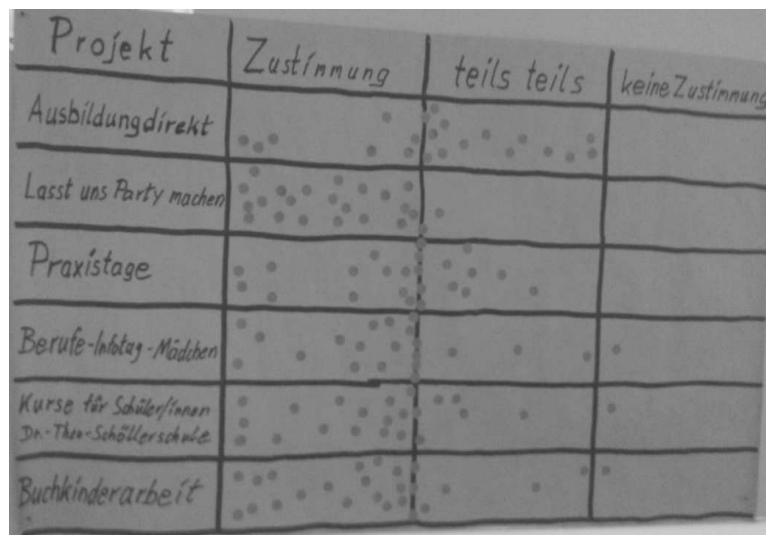 Projekt Zustimmung teils teils keine Zustimmung
Ausbildungdirekt
Lasst uns Party machen
Praxistage
Berufe-Infotag-Mädchen
Kurse für Schüler/innen
Dr.-Theo-Schöllerschule
Buchkinderarbeit